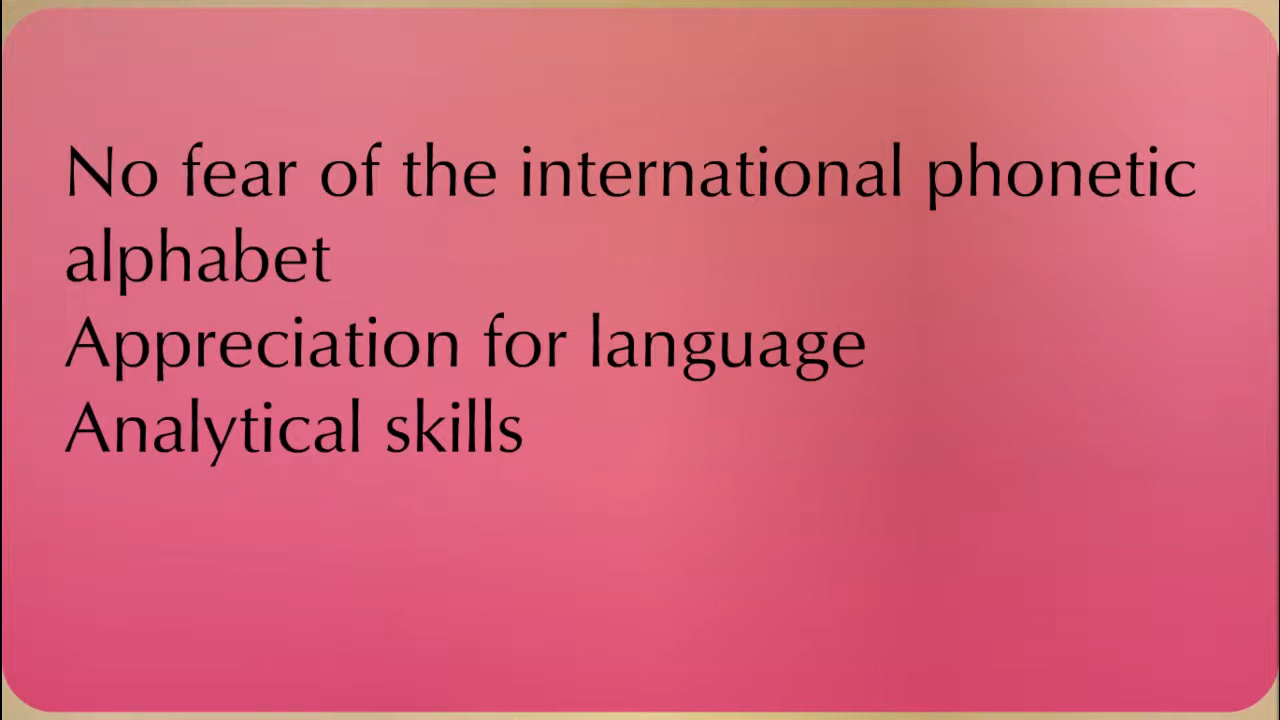 No fear of the international phonetic
alphabet
Appreciation for language
Analytical skills